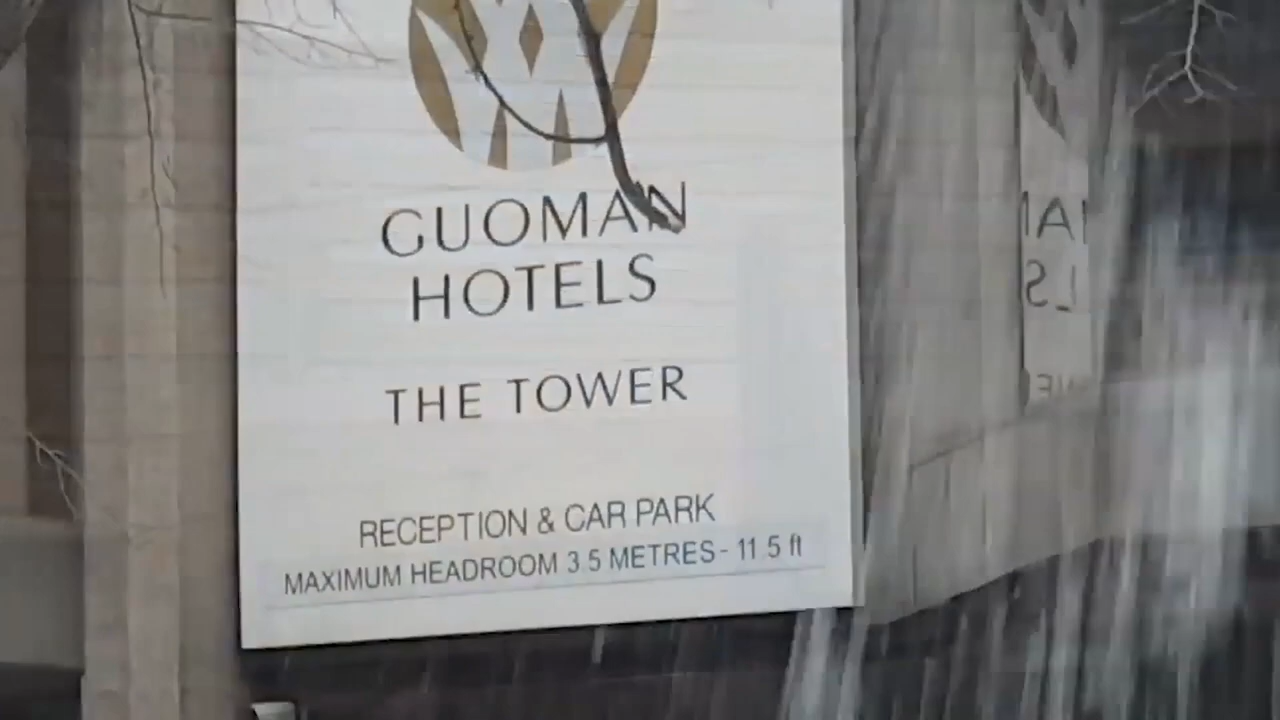 GUOMAN
HOTELS
THE TOWER
RECEPTION & CAR PARK
MAXIMUM HEADROOM 3.5 METRES - 11.5 ft